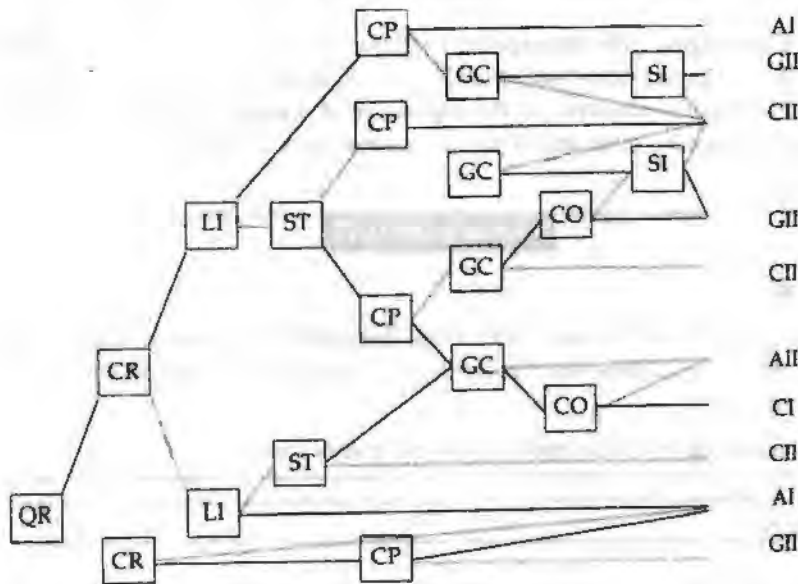 CP AI
GC SI GII
CP CII
GC SI
LI ST CO GII
GC CII
CP
CR GC AII
CO CI
ST CII
QR LI AI
CR CP GII